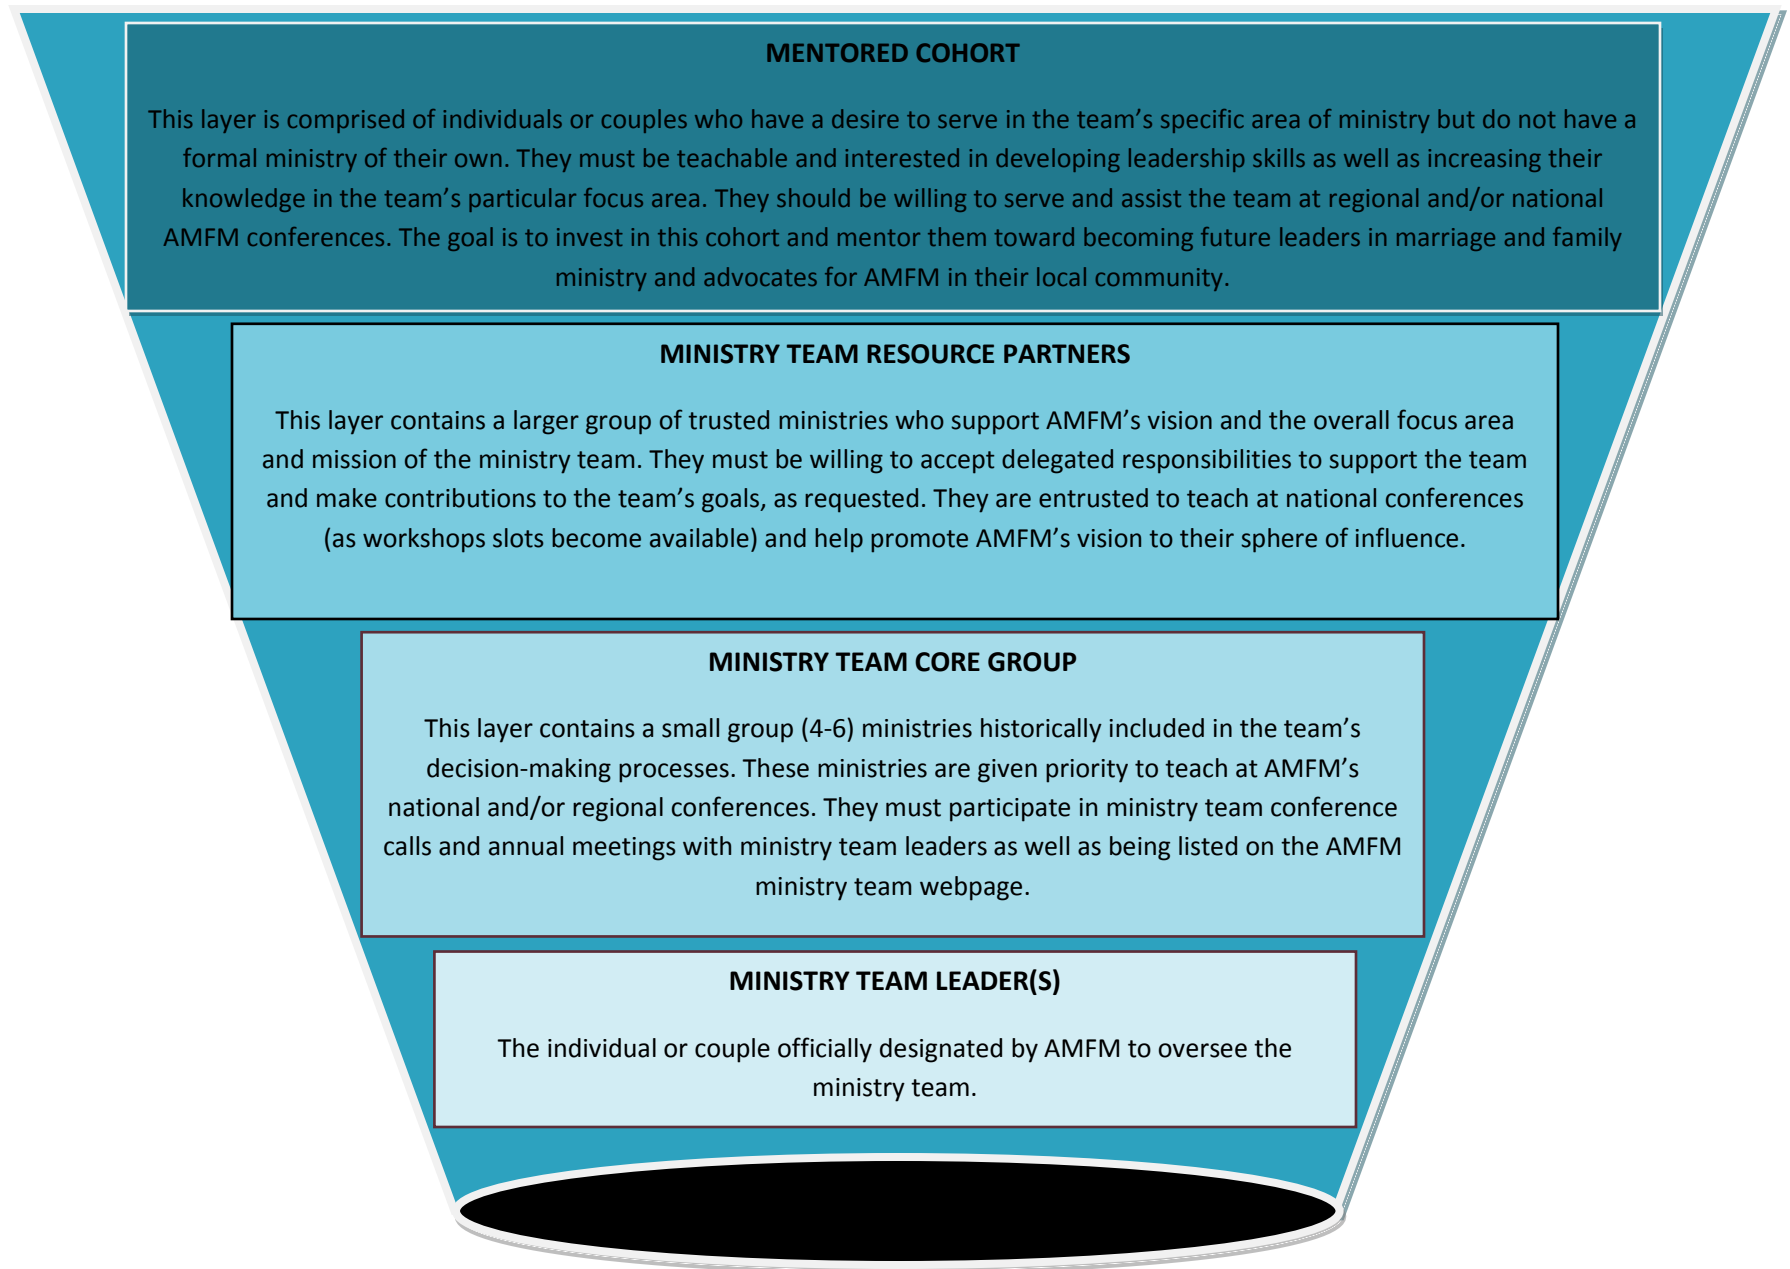 MENTORED COHORT
This layer is comprised of individuals or couples who have a desire to serve in the team’s specific area of ministry but do not have a
formal ministry of their own. They must be teachable and interested in developing leadership skills as well as increasing their
knowledge in the team’s particular focus area. They should be willing to serve and assist the team at regional and/or national
AMFM conferences. The goal is to invest in this cohort and mentor them toward becoming future leaders in marriage and family
ministry and advocates for AMFM in their local community.
MINISTRY TEAM RESOURCE PARTNERS
This layer contains a larger group of trusted ministries who support AMFM’s vision and the overall focus area
and mission of the ministry team. They must be willing to accept delegated responsibilities to support the team
and make contributions to the team’s goals, as requested. They are entrusted to teach at national conferences
(as workshops slots become available) and help promote AMFM’s vision to their sphere of influence.
MINISTRY TEAM CORE GROUP
This layer contains a small group (4-6) ministries historically included in the team’s
decision-making processes. These ministries are given priority to teach at AMFM’s
national and/or regional conferences. They must participate in ministry team conference
calls and annual meetings with ministry team leaders as well as being listed on the AMFM
ministry team webpage.
MINISTRY TEAM LEADER(S)
The individual or couple officially designated by AMFM to oversee the
ministry team.